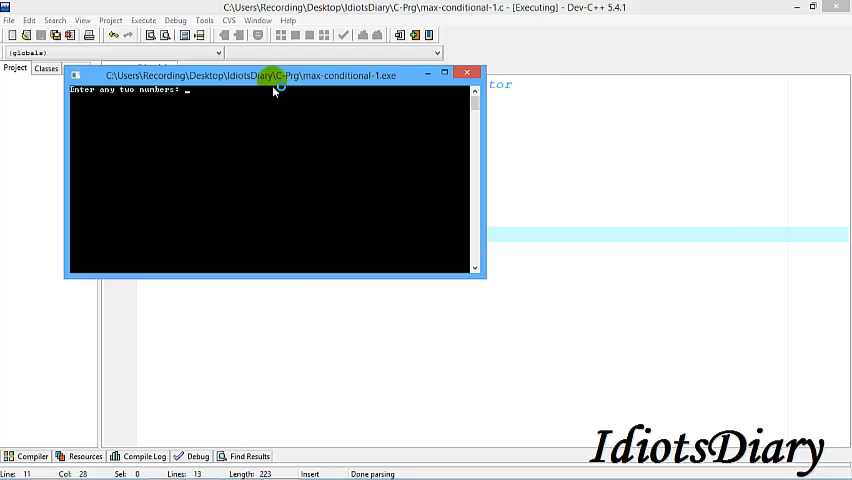 C:\Users\Recording\Desktop\IdiotsDiary\C-Prg\max-conditional-1.c - [Executing] - Dev-C++ 5.4.1
File Edit Search View Project Execute Debug Tools CVS Window Help
(globals)
Project Classes
C:\Users\Recording\Desktop\IdiotsDiary\C-Prg\max-conditional-1.exe
tor
Enter any two numbers: _
IdiotsDiary
Compiler Resources Compile Log Debug Find Results
Line: 11 Col: 28 Sel: 0 Lines: 13 Length: 223 Insert Done parsing